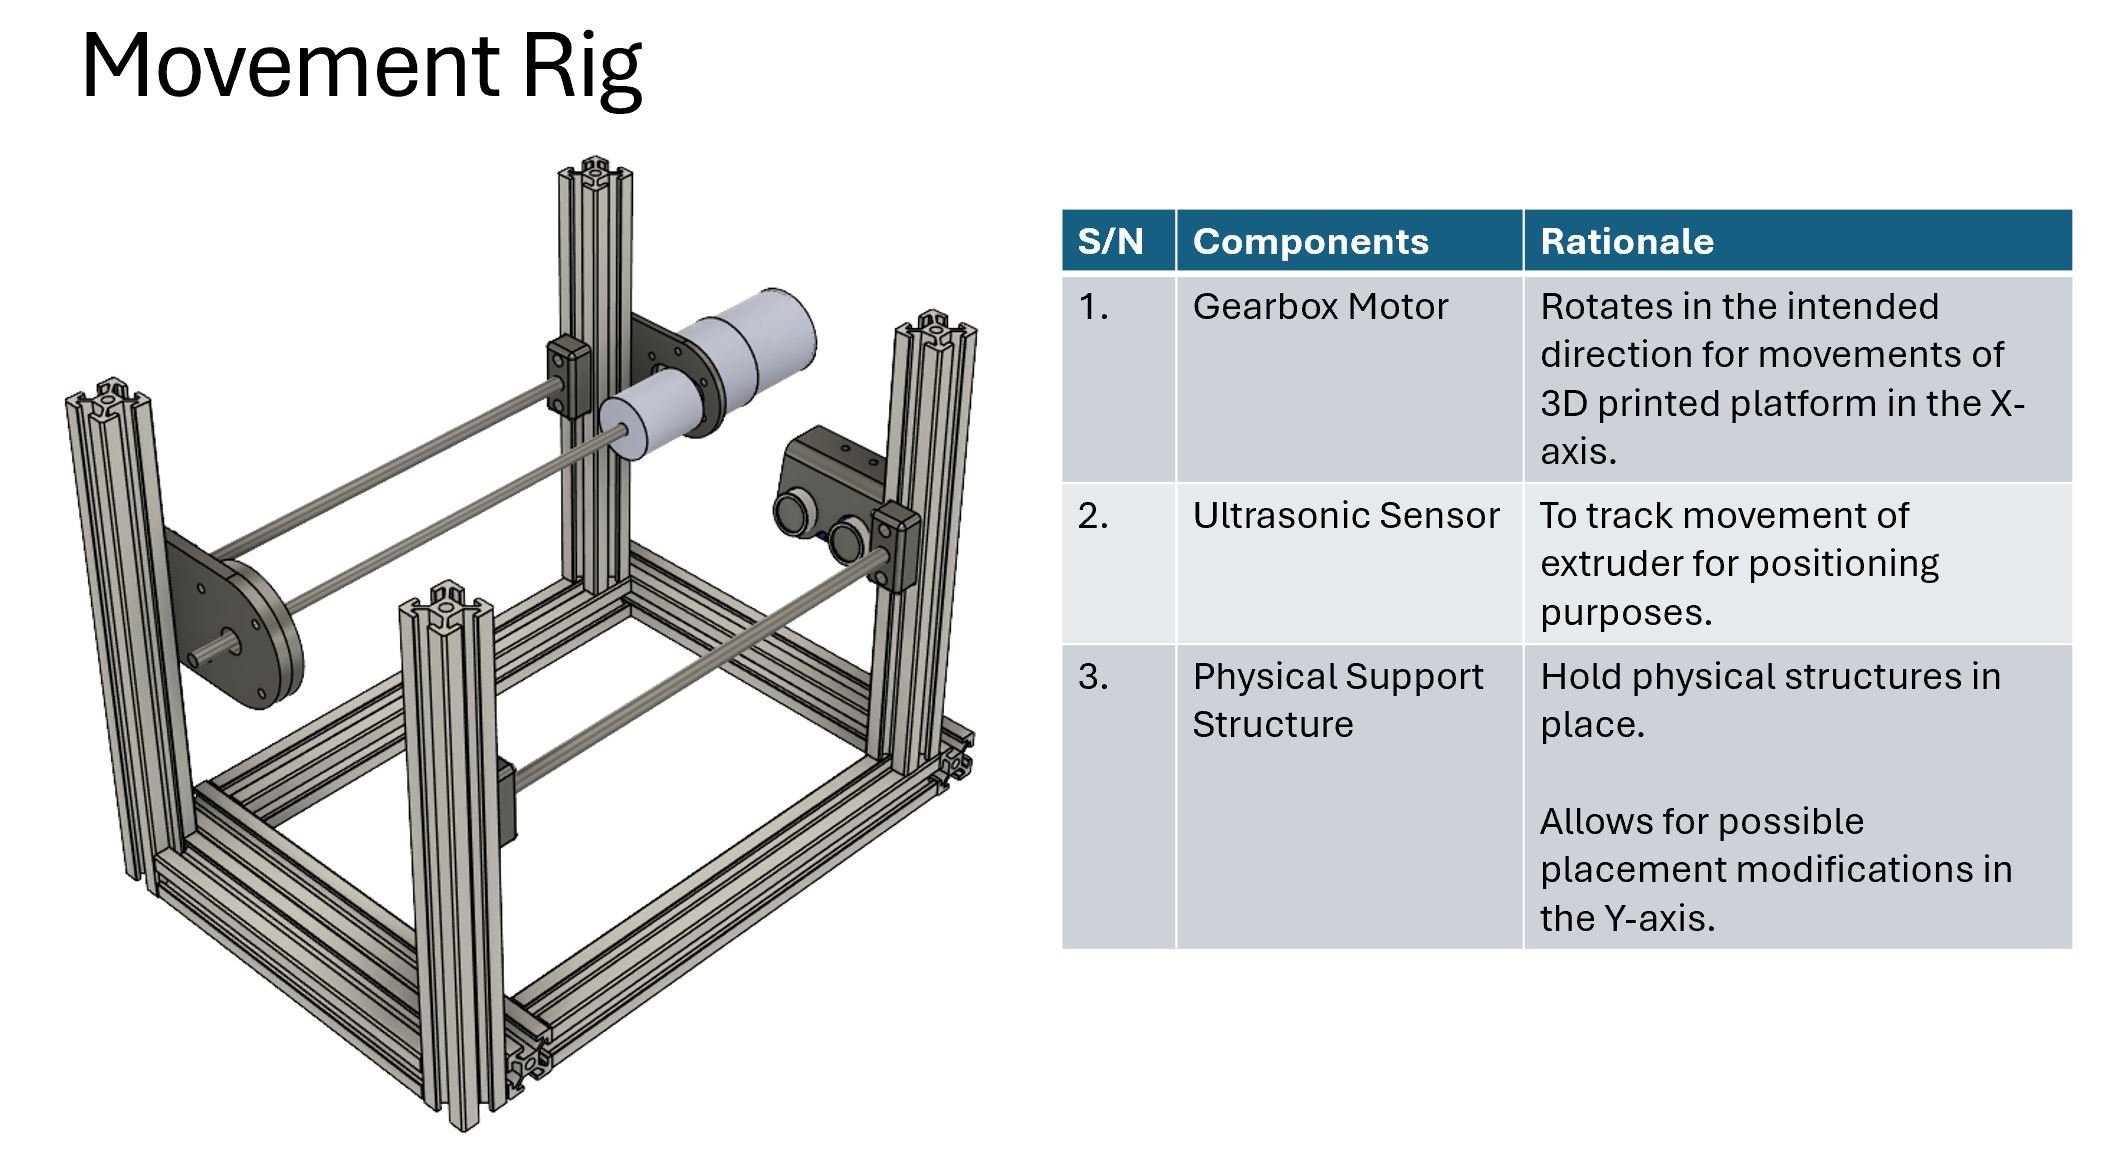 Movement Rig
S/N
Components
Rationale
1.
Gearbox Motor
Rotates in the intended
direction for movements of
3D printed platform in the X-
axis.
2.
Ultrasonic Sensor
To track movement of
extruder for positioning
purposes.
3.
Physical Support
Structure
Hold physical structures in
place.
Allows for possible
placement modifications in
the Y-axis.